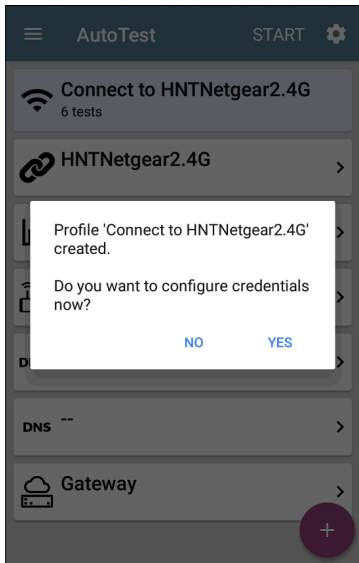 AutoTest
START
Connect to HNTNetgear2.4G
6 tests
HNTNetgear2.4G
Profile 'Connect to HNTNetgear2.4G'
created.
Do you want to configure credentials
now?
NO
YES
DNS
--
Gateway